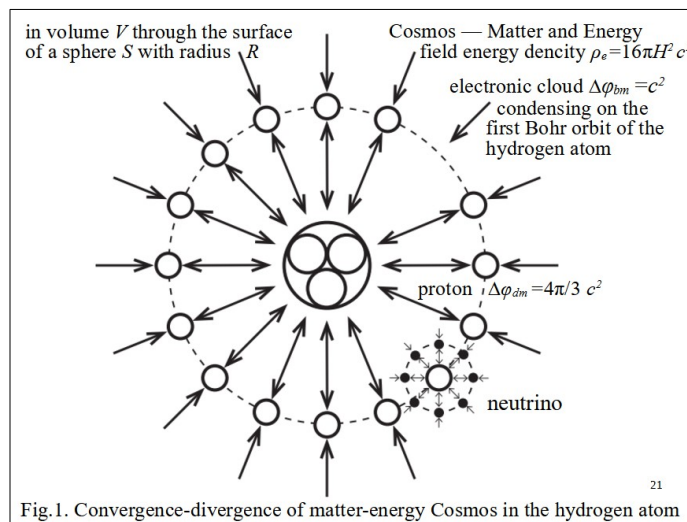 in volume V through the surface
of a sphere S with radius R
Cosmos — Matter and Energy
field energy dencity ρₑ=16πH² c
electronic cloud Δφbm =c²
condensing on the
first Bohr orbit of the
hydrogen atom
proton Δφdm=4π/3 c²
neutrino
21
Fig.1. Convergence-divergence of matter-energy Cosmos in the hydrogen atom